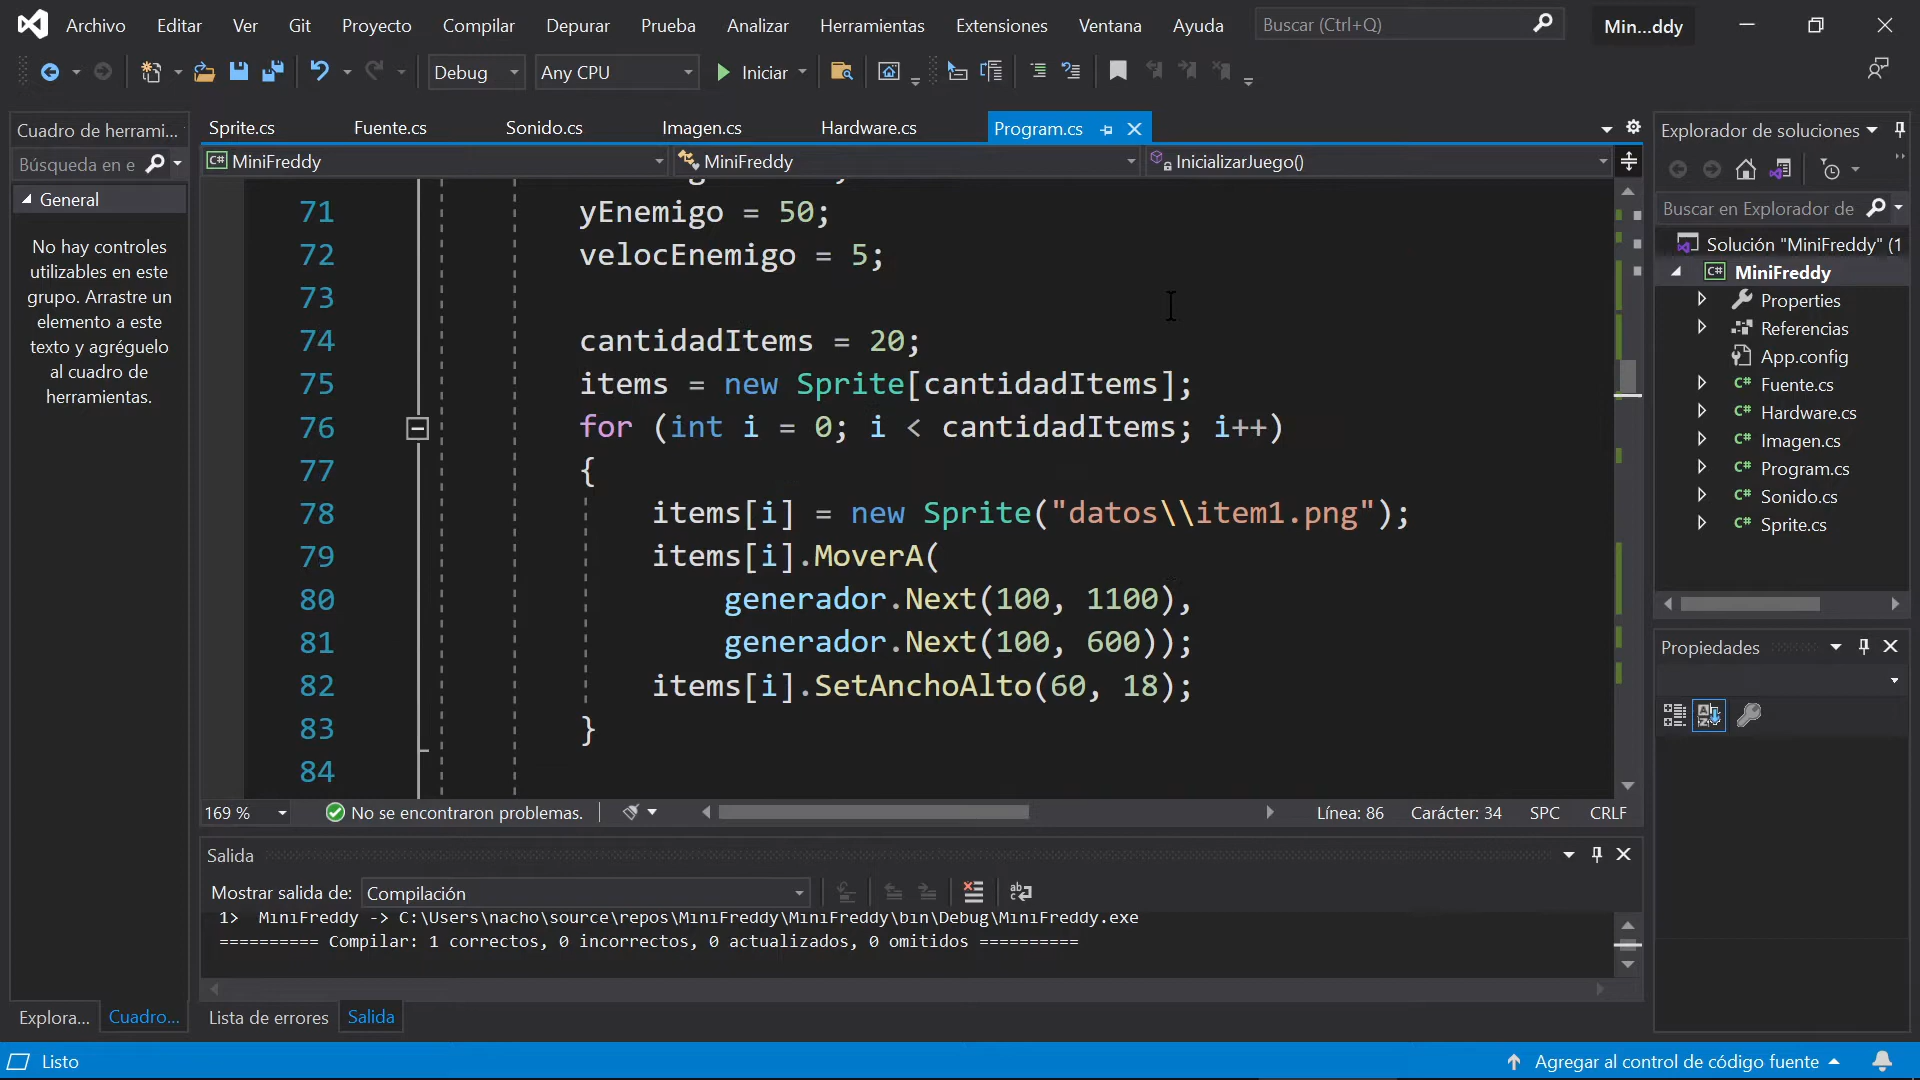 Archivo Editar Ver Git Proyecto Compilar Depurar Prueba Analizar Herramientas Extensiones Ventana Ayuda Buscar (Ctrl+Q) Min...ddy
Debug Any CPU Iniciar
Cuadro de herrami...
Búsqueda en e
General
No hay controles
utilizables en este
grupo. Arrastre un
elemento a este
texto y agréguelo
al cuadro de
herramientas.
Explora... Cuadro...
Sprite.cs Fuente.cs Sonido.cs Imagen.cs Hardware.cs Program.cs
MiniFreddy MiniFreddy InicializarJuego()
71 yEnemigo = 50;
72 velocEnemigo = 5;
73
74 cantidadItems = 20;
75 items = new Sprite[cantidadItems];
76 for (int i = 0; i < cantidadItems; i++)
77 {
78 items[i] = new Sprite("datos\\item1.png");
79 items[i].MoverA(
80 generador.Next(100, 1100),
81 generador.Next(100, 600));
82 items[i].SetAnchoAlto(60, 18);
83 }
84
169 % No se encontraron problemas. Línea: 86 Carácter: 34 SPC CRLF
Salida
Mostrar salida de: Compilación
1> MiniFreddy -> C:\Users\nacho\source\repos\MiniFreddy\MiniFreddy\bin\Debug\MiniFreddy.exe
========== Compilar: 1 correctos, 0 incorrectos, 0 actualizados, 0 omitidos ==========
Lista de errores Salida
Explorador de soluciones
Buscar en Explorador de
Solución "MiniFreddy" (1
MiniFreddy
Properties
Referencias
App.config
Fuente.cs
Hardware.cs
Imagen.cs
Program.cs
Sonido.cs
Sprite.cs
Propiedades
Listo Agregar al control de código fuente